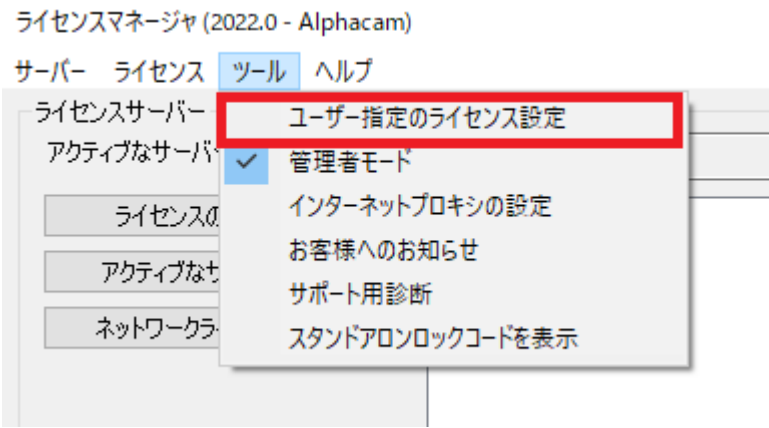 ライセンスマネージャ (2022.0 - Alphacam)
サーバー ライセンス ツール ヘルプ
ライセンスサーバー
ユーザー指定のライセンス設定
アクティブなサーバ
管理者モード
ライセンスの
インターネットプロキシの設定
お客様へのお知らせ
アクティブなサ
サポート用診断
ネットワークラ
スタンドアロンロックコードを表示